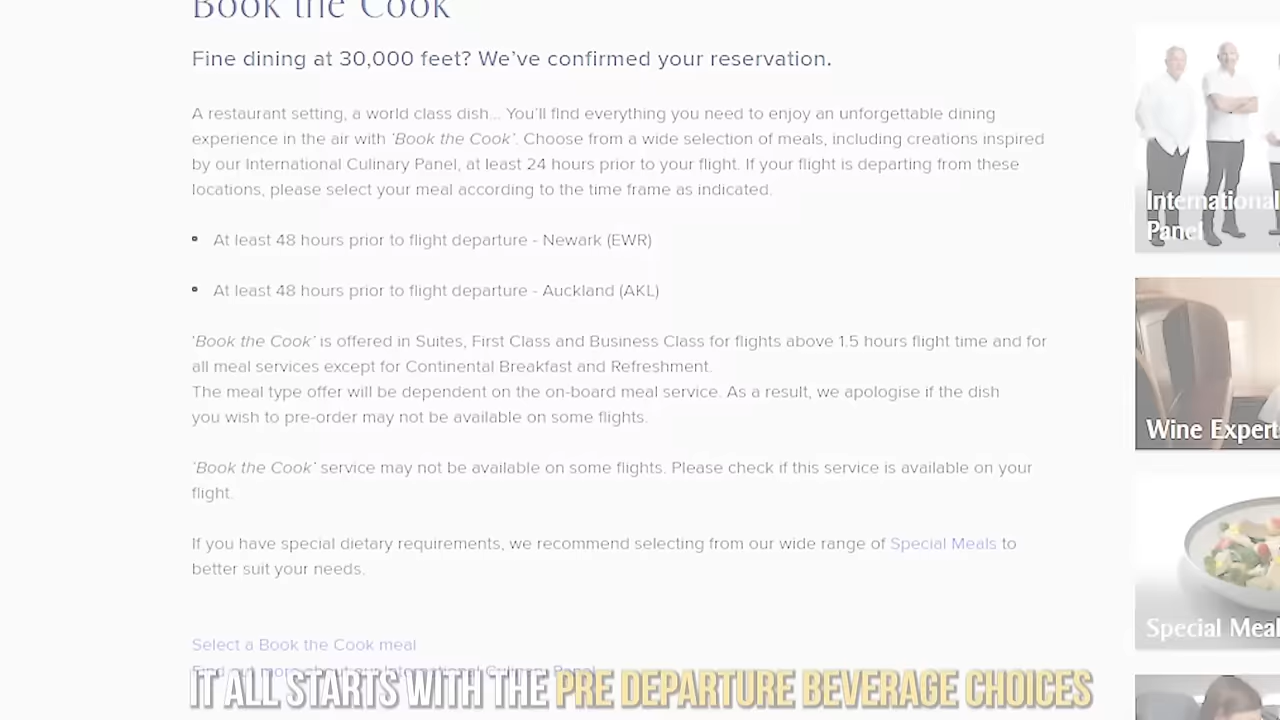 Book the Cook
Fine dining at 30,000 feet? We've confirmed your reservation.
A restaurant setting, a world class dish... You'll find everything you need to enjoy an unforgettable dining
experience in the air with 'Book the Cook'. Choose from a wide selection of meals, including creations inspired
by our International Culinary Panel, at least 24 hours prior to your flight. If your flight is departing from these
locations, please select your meal according to the time frame as indicated.
At least 48 hours prior to flight departure - Newark (EWR)
At least 48 hours prior to flight departure - Auckland (AKL)
'Book the Cook' is offered in Suites, First Class and Business Class for flights above 1.5 hours flight time and for
all meal services except for Continental Breakfast and Refreshment.
The meal type offer will be dependent on the on-board meal service. As a result, we apologise if the dish
you wish to pre-order may not be available on some flights.
'Book the Cook' service may not be available on some flights. Please check if this service is available on your
flight.
If you have special dietary requirements, we recommend selecting from our wide range of Special Meals to
better suit your needs.
Select a Book the Cook meal
Find out more about our International Culinary Panel
IT ALL STARTS WITH THE PRE DEPARTURE BEVERAGE CHOICES
International
Panel
Wine Expert
Special Meal